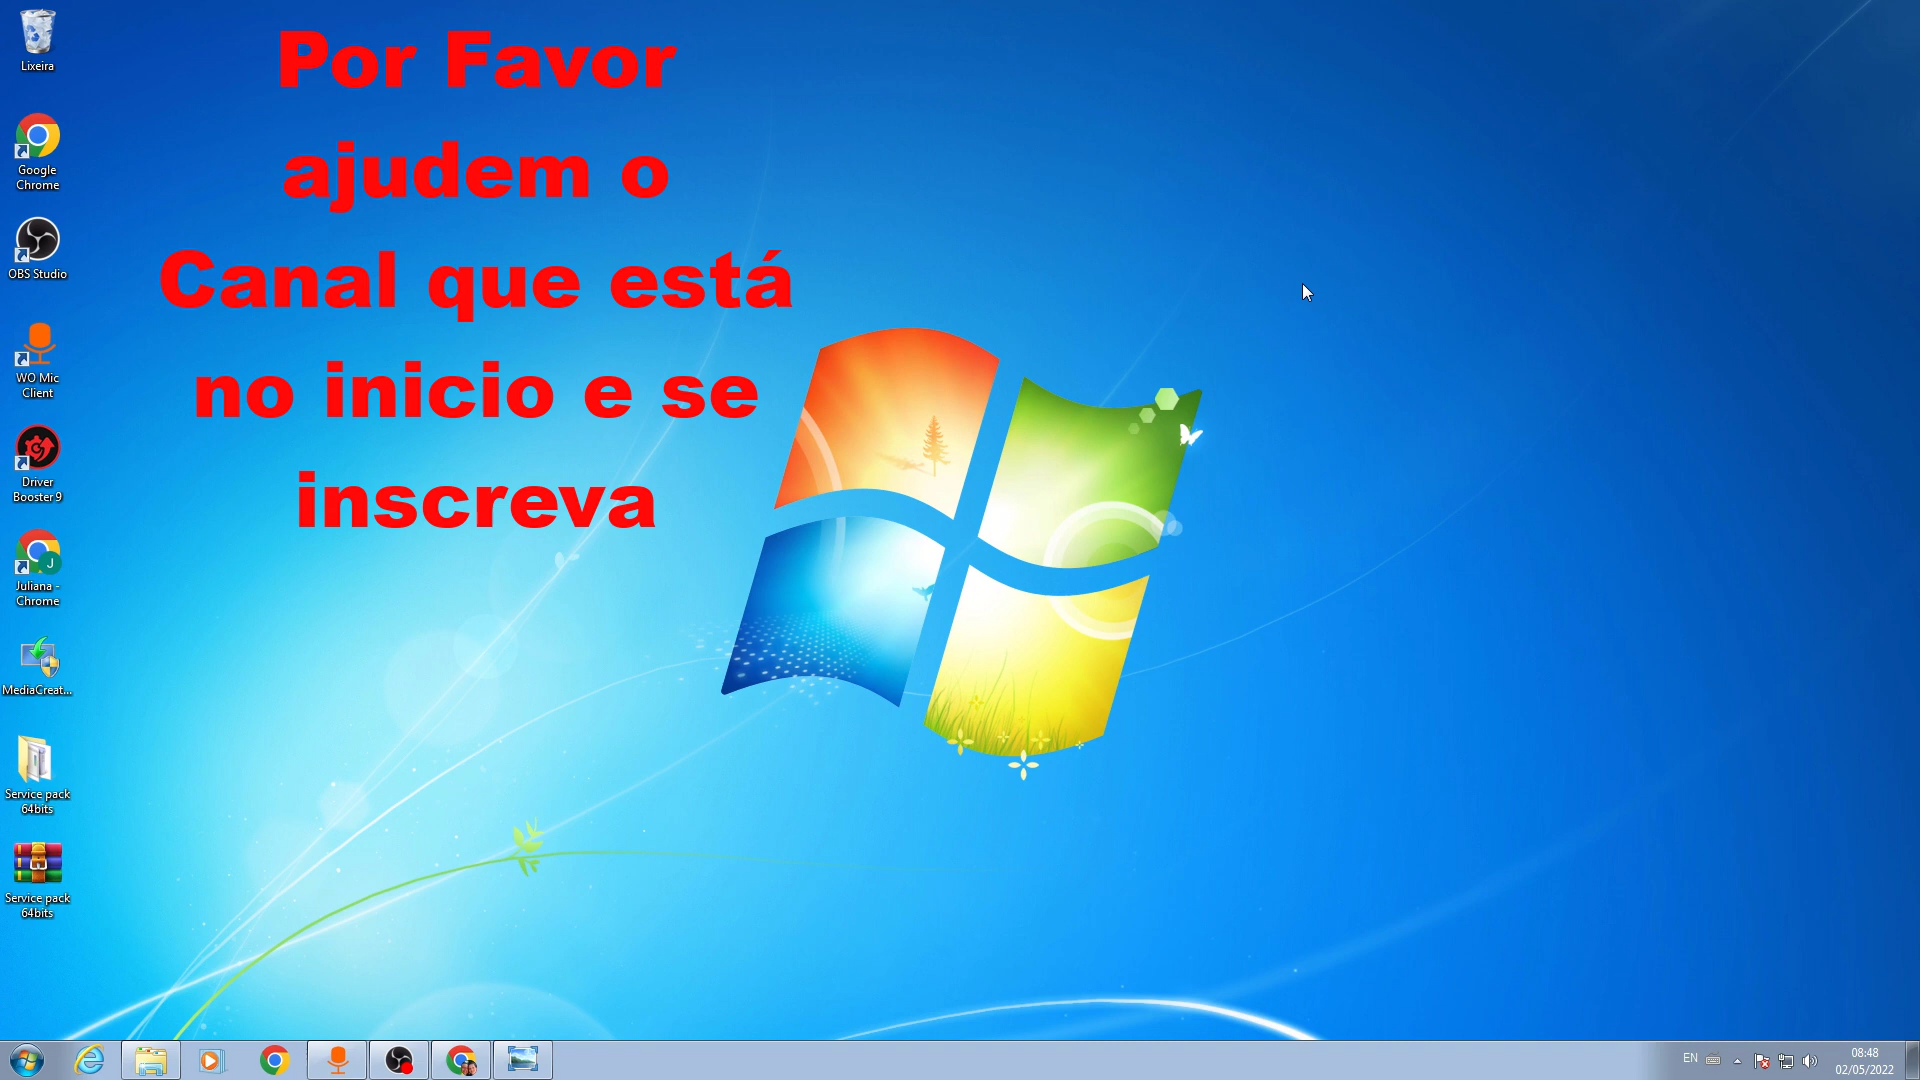 Por Favor
ajudem o
Canal que está
no inicio e se
inscreva
Lixeira
Google
Chrome
OBS Studio
WO Mic
Client
Driver
Booster 9
J
Juliana -
Chrome
MediaCreat...
Service pack
64bits
Service pack
64bits
EN
08:48
02/05/2022